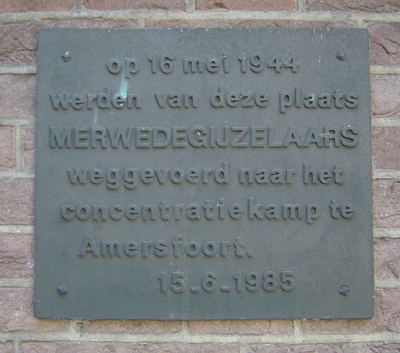 op 16 mei 1944
werden van deze plaats
MERWEDEGIJZELAARS
weggevoerd naar het
concentratiekamp te
Amersfoort.
15-6-1985